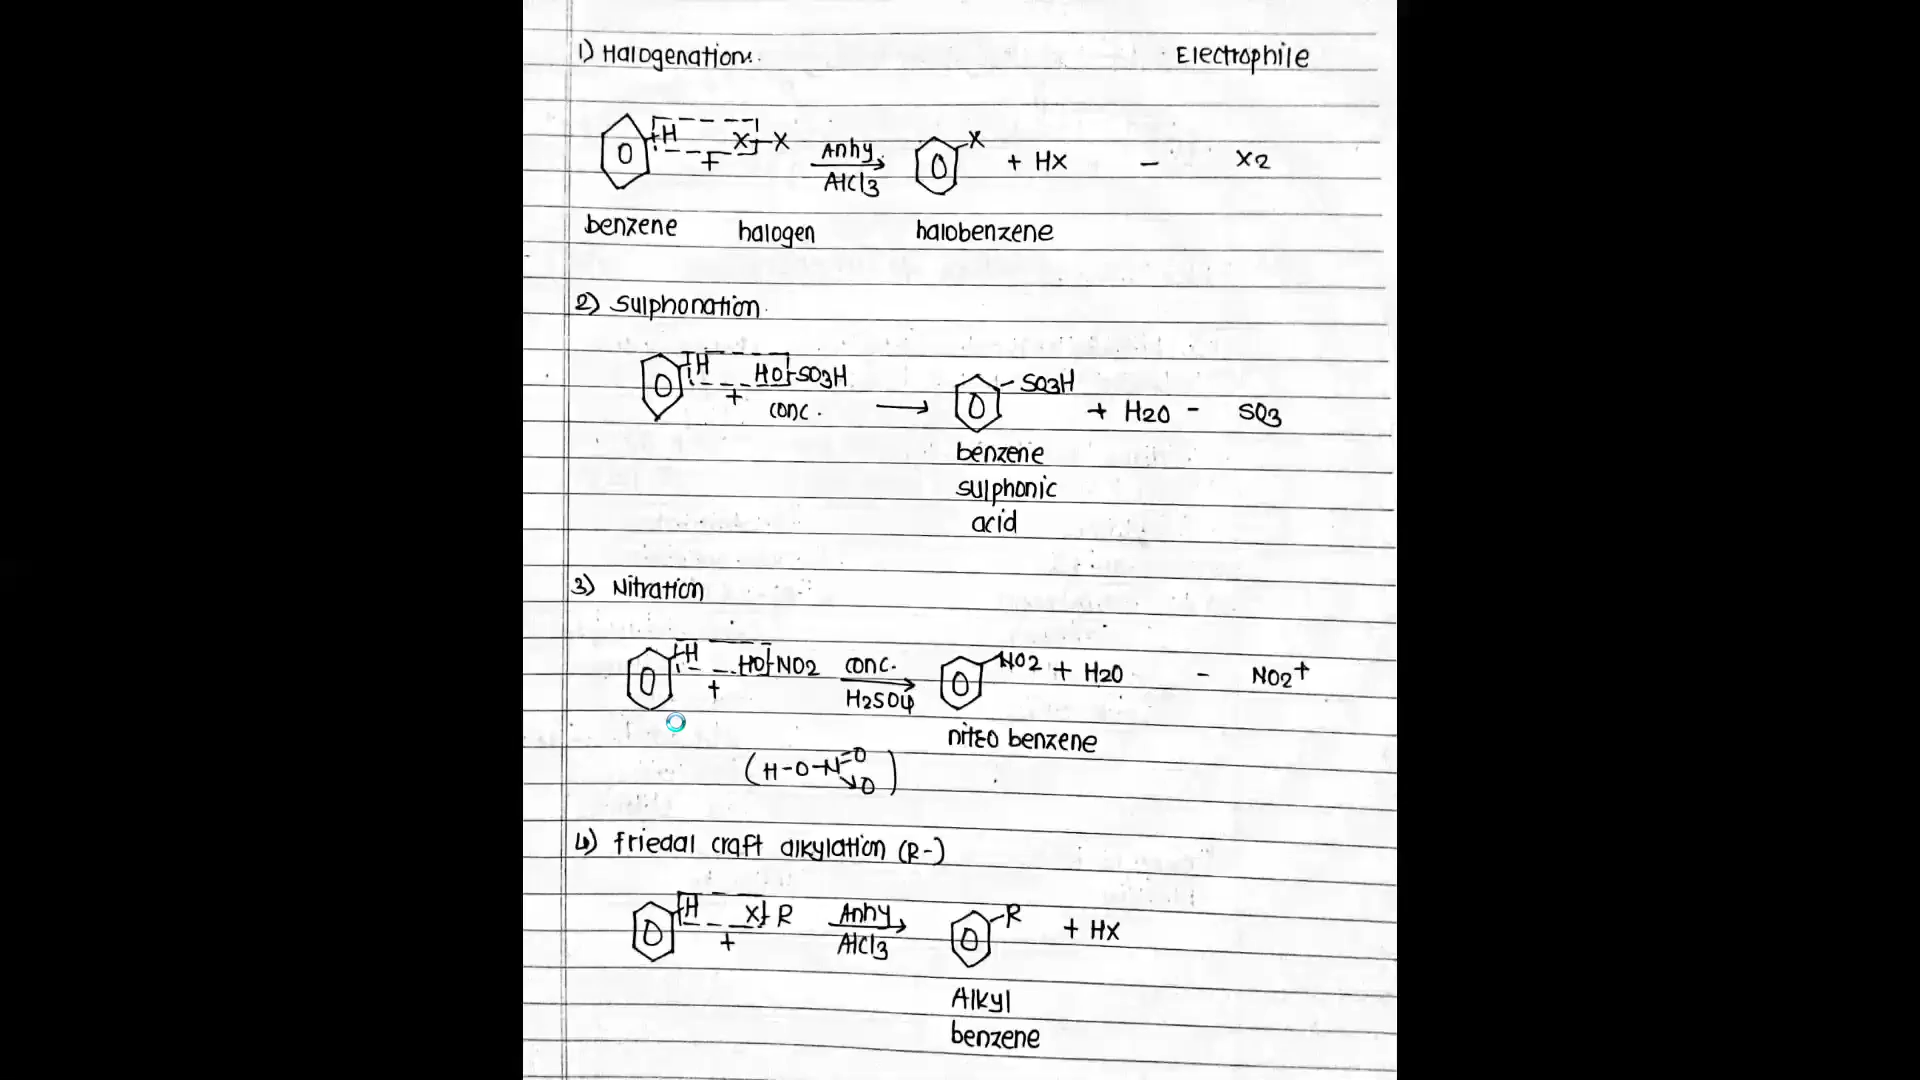 1) Halogenation. Electrophile
H X-X Anhy. X
+ AlCl3 + HX - X2
benzene halogen halobenzene
2) sulphonation.
H HO-SO3H -SO3H
+ conc. + H2O - SO3
benzene
sulphonic
acid
3) Nitration
H HO-NO2 conc. NO2 + H2O - NO2+
+ H2SO4
nitro benzene
(H-O-N=O
↘O)
4) friedal craft alkylation (R-)
H X-R Anhy -R + HX
+ AlCl3
Alkyl
benzene